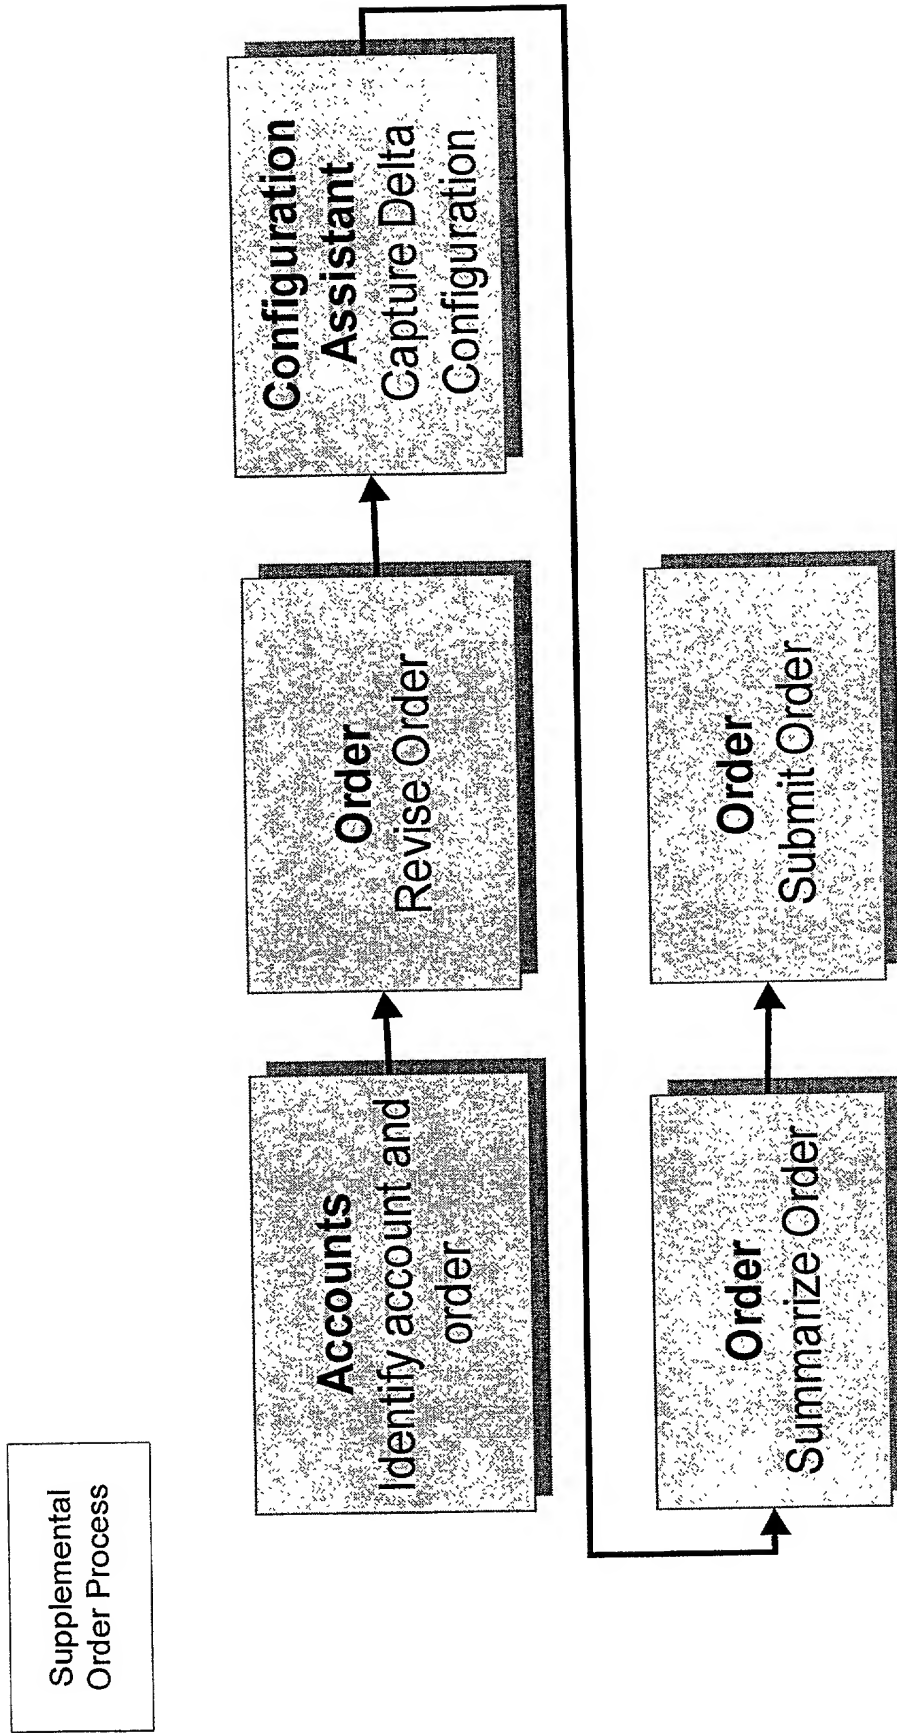 Supplemental
Order Process
Accounts
Identify account and
order
Order
Revise Order
Configuration
Assistant
Capture Delta
Configuration
Order
Summarize Order
Order
Submit Order